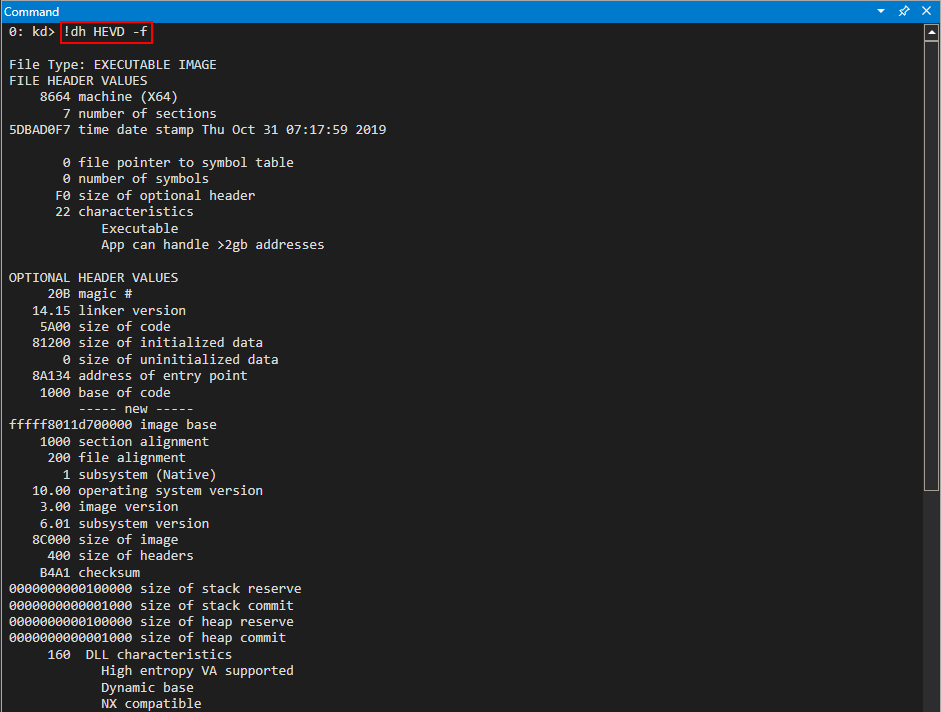 Command
0: kd> !dh HEVD -f
File Type: EXECUTABLE IMAGE
FILE HEADER VALUES
8664 machine (X64)
7 number of sections
5DBAD0F7 time date stamp Thu Oct 31 07:17:59 2019
0 file pointer to symbol table
0 number of symbols
F0 size of optional header
22 characteristics
Executable
App can handle >2gb addresses
OPTIONAL HEADER VALUES
20B magic #
14.15 linker version
5A00 size of code
81200 size of initialized data
0 size of uninitialized data
8A134 address of entry point
1000 base of code
----- new -----
fffff8011d700000 image base
1000 section alignment
200 file alignment
1 subsystem (Native)
10.00 operating system version
3.00 image version
6.01 subsystem version
8C000 size of image
400 size of headers
B4A1 checksum
0000000000100000 size of stack reserve
0000000000001000 size of stack commit
0000000000100000 size of heap reserve
0000000000001000 size of heap commit
160 DLL characteristics
High entropy VA supported
Dynamic base
NX compatible